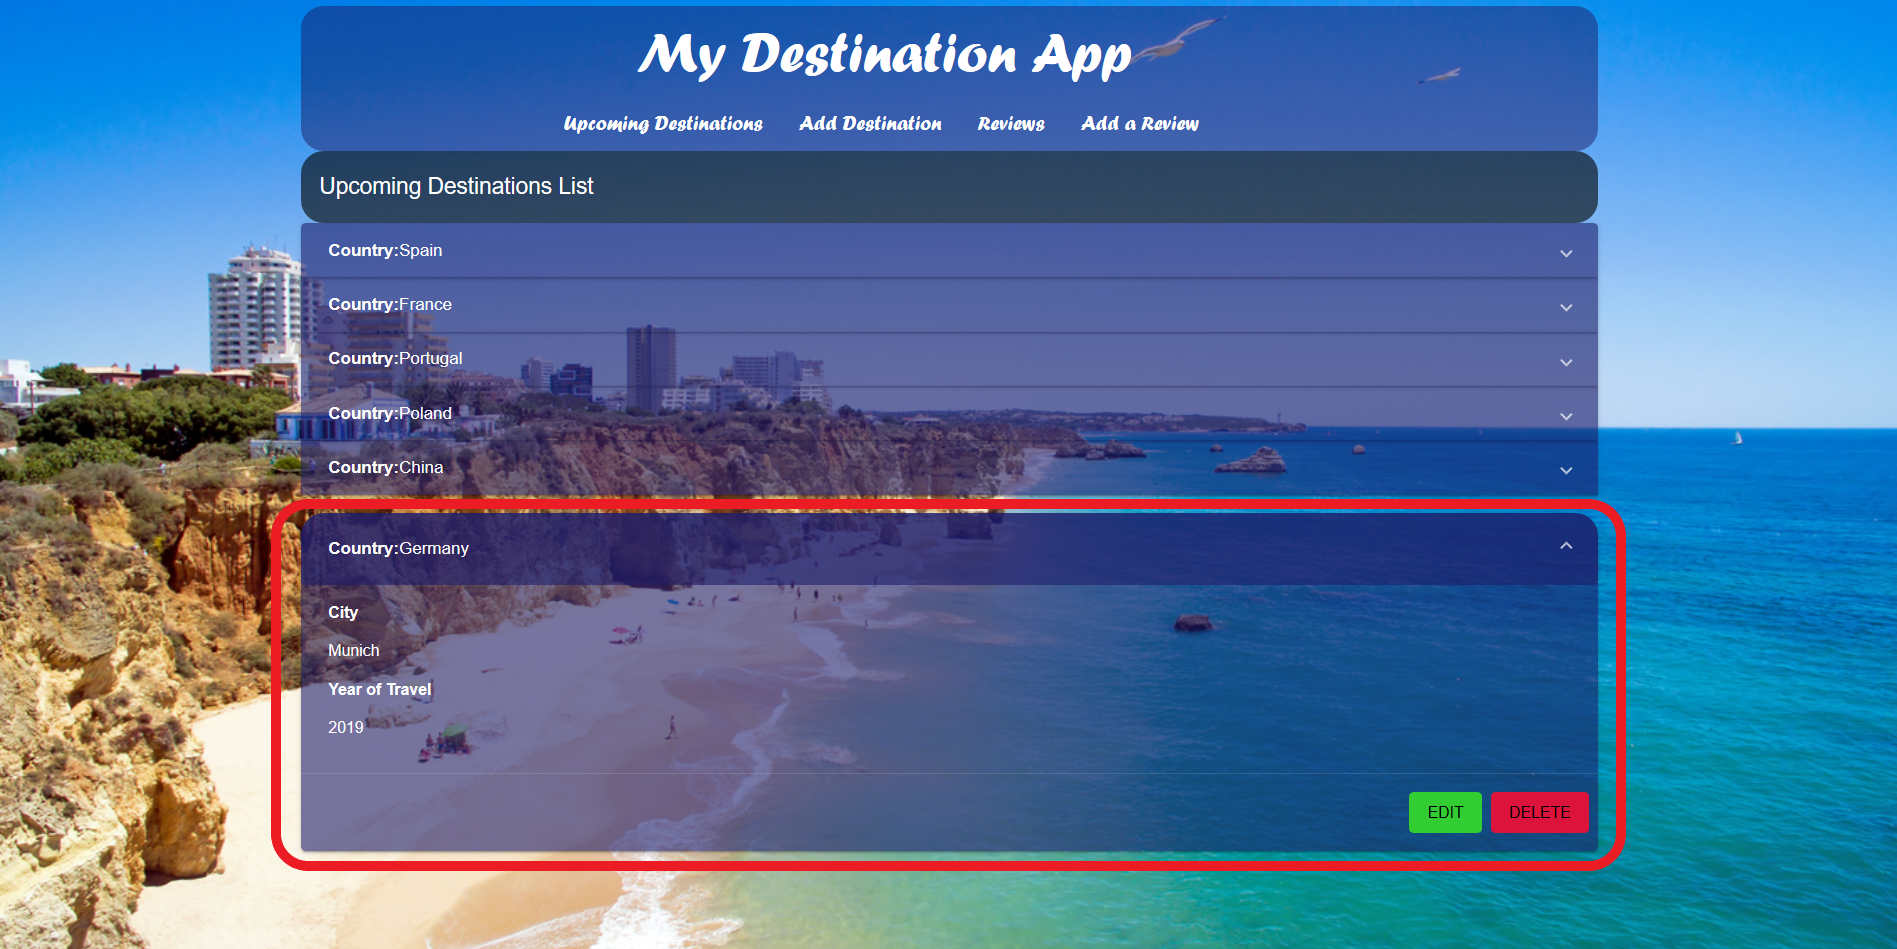 My Destination App
Upcoming Destinations Add Destination Reviews Add a Review
Upcoming Destinations List
Country:Spain
Country:France
Country:Portugal
Country:Poland
Country:China
Country:Germany
City
Munich
Year of Travel
2019
EDIT DELETE